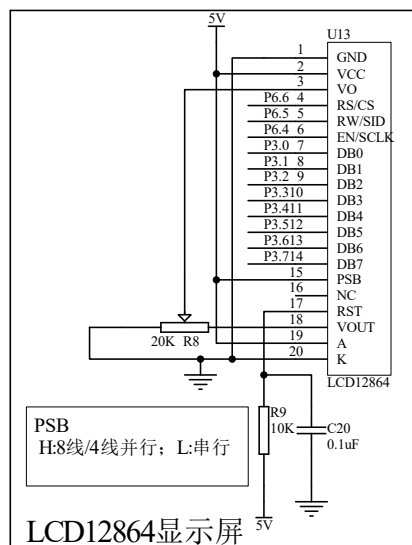 5V
U13
1 GND
2 VCC
3 VO
P6.6 4 RS/CS
P6.5 5 RW/SID
P6.4 6 EN/SCLK
P3.0 7 DB0
P3.1 8 DB1
P3.2 9 DB2
P3.310 DB3
P3.411 DB4
P3.512 DB5
P3.613 DB6
P3.714 DB7
15 PSB
16 NC
17 RST
18 VOUT
19 A
20 K
20K R8
LCD12864
PSB
H:8线/4线并行；L:串行
R9
10K
C20
0.1uF
5V
LCD12864显示屏